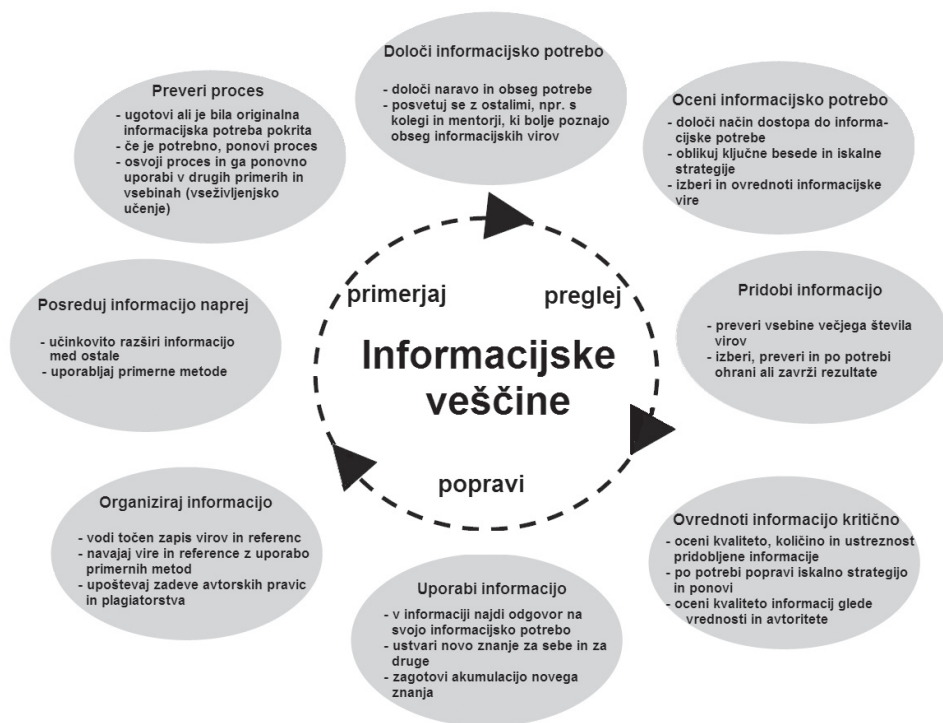 Določi informacijsko potrebo
- določi naravo in obseg potrebe
- posvetuj se z ostalimi, npr. s
kolegi in mentorji, ki bolje poznajo
obseg informacijskih virov
Oceni informacijsko potrebo
- določi način dostopa do informa-
cijske potebe
- oblikuj ključne besede in iskalne
strategije
- izberi in ovrednoti informacijske
vire
Pridobi informacijo
- preveri vsebine večjega števila
virov
- izberi, preveri in po potrebi
ohrani ali zavrži rezultate
Ovrednoti informacijo kritično
- oceni kvaliteto, količino in ustreznost
pridobljene informacije
- po potrebi popravi iskalno strategijo
in ponovi
- oceni kvaliteto informacij glede
vrednosti in avtoritete
Uporabi informacijo
- v informaciji najdi odgovor na
svojo informacijsko potrebo
- ustvari novo znanje za sebe in za
druge
- zagotovi akumulacijo novega
znanja
Organiziraj informacijo
- vodi točen zapis virov in referenc
- navajaj vire in reference z uporabo
primernih metod
- upoštevaj zadeve avtorskih pravic
in plagiatorstva
Posreduj informacijo naprej
- učinkovito razširi informacijo
med ostale
- uporabljaj primerne metode
Preveri proces
- ugotovi ali je bila originalna
informacijska potreba pokrita
- če je potrebno, ponovi proces
- osvoji proces in ga ponovno
uporabi v drugih primerih in
vsebinah (vseživljenjsko
učenje)
primerjaj
preglej
Informacijske
veščine
popravi